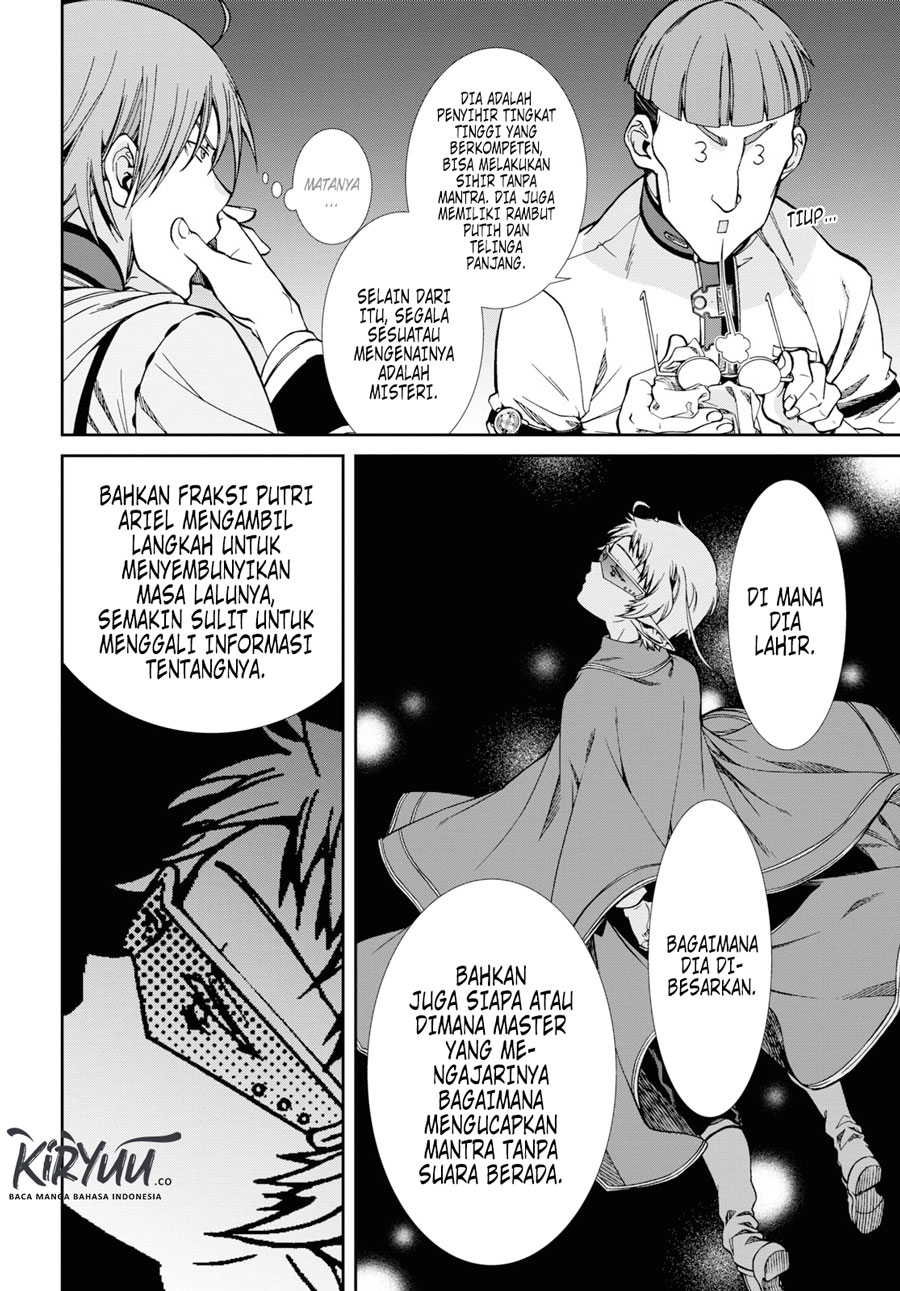 DIA ADALAH
PENYIHIR TINGKAT
TINGGI YANG
BERKOMPETEN,
BISA MELAKUKAN
SIHIR TANPA
MANTRA. DIA JUGA
MEMILIKI RAMBUT
PUTIH DAN
TELINGA
PANJANG.
SELAIN DARI
ITU, SEGALA
SESUATU
MENGENAINYA
ADALAH
MISTERI.
MATANYA
...
TIUP...
DI MANA
DIA
LAHIR.
BAGAIMANA
DIA DI-
BESARKAN.
BAHKAN
JUGA SIAPA ATAU
DIMANA MASTER
YANG ME-
NGAJARINYA
BAGAIMANA
MENGUCAPKAN
MANTRA TANPA
SUARA BERADA.
BAHKAN FRAKSI PUTRI
ARIEL MENGAMBIL
LANGKAH UNTUK
MENYEMBUNYIKAN
MASA LALUNYA,
SEMAKIN SULIT UNTUK
MENGGALI INFORMASI
TENTANGNYA.
KIRYUU.CO
BACA MANGA BAHASA INDONESIA